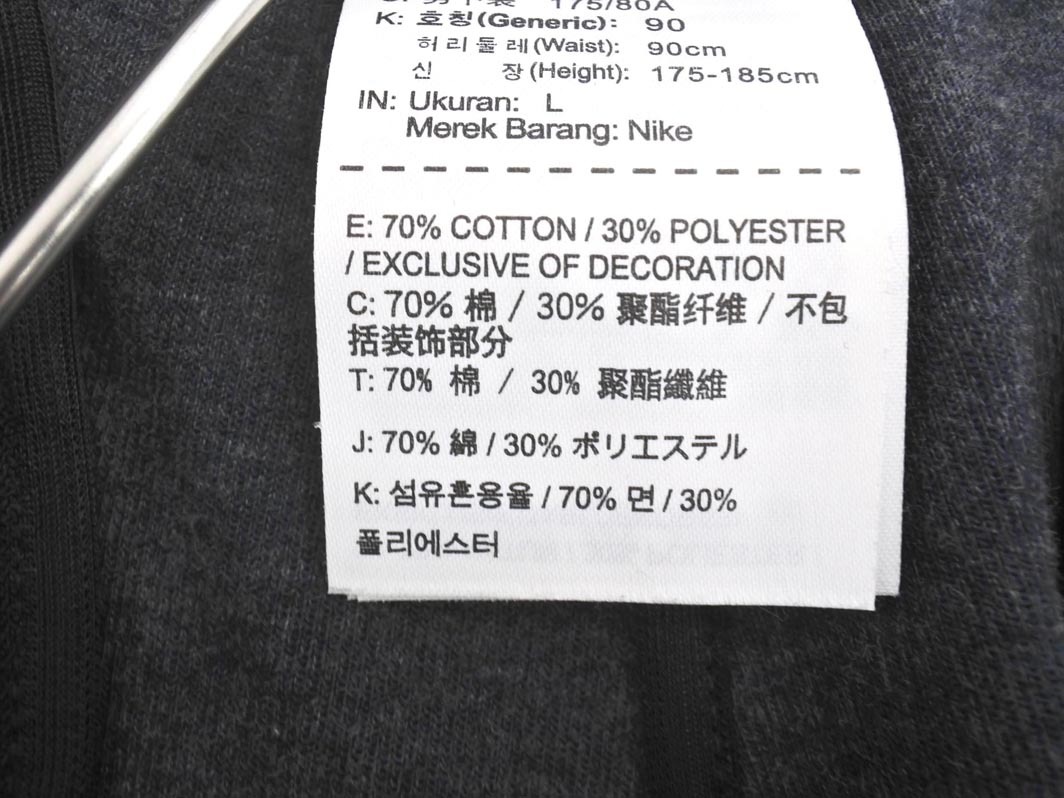 175/80A
K: 호칭(Generic): 90
허리둘레(Waist): 90cm
신 장(Height): 175-185cm
IN: Ukuran: L
Merek Barang: Nike
E: 70% COTTON / 30% POLYESTER
/ EXCLUSIVE OF DECORATION
C: 70% 棉 / 30% 聚酯纤维 / 不包
括装饰部分
T: 70% 棉 / 30% 聚酯纖維
J: 70% 綿 / 30% ポリエステル
K: 섬유혼용율 / 70% 면 / 30%
폴리에스터